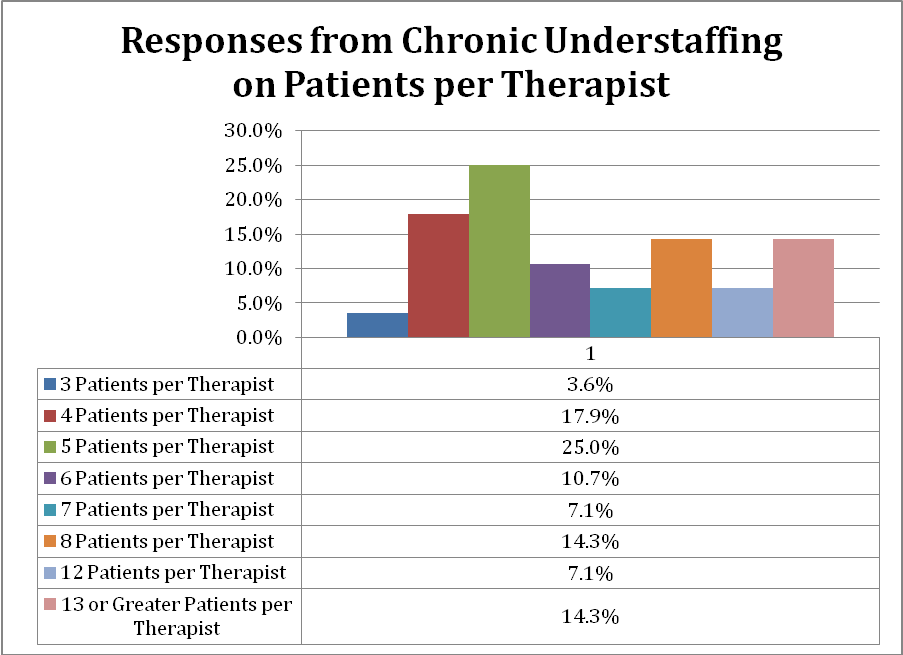 Responses from Chronic Understaffing
on Patients per Therapist
30.0%
25.0%
20.0%
15.0%
10.0%
5.0%
0.0%
1
3 Patients per Therapist 3.6%
4 Patients per Therapist 17.9%
5 Patients per Therapist 25.0%
6 Patients per Therapist 10.7%
7 Patients per Therapist 7.1%
8 Patients per Therapist 14.3%
12 Patients per Therapist 7.1%
13 or Greater Patients per
Therapist 14.3%